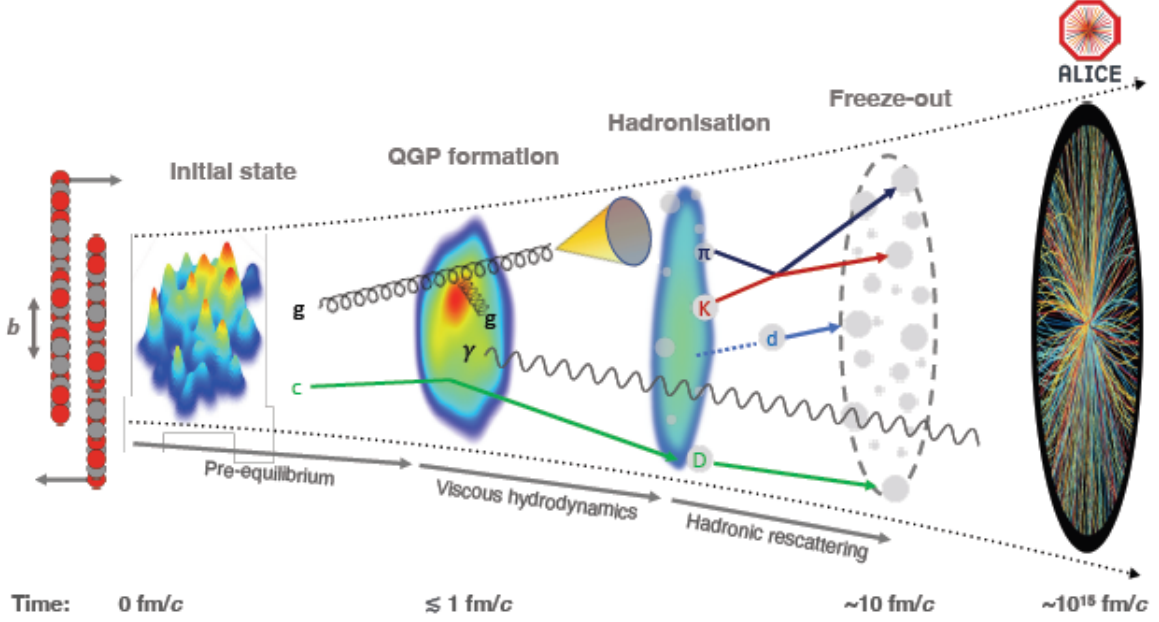 ALICE
Freeze-out
Hadronisation
QGP formation
Initial state
b
π
g
K
g
d
γ
c
D
Pre-equilibrium
Viscous hydrodynamics
Hadronic rescattering
Time: 0 fm/c ≲ 1 fm/c ~10 fm/c ~10¹⁵ fm/c